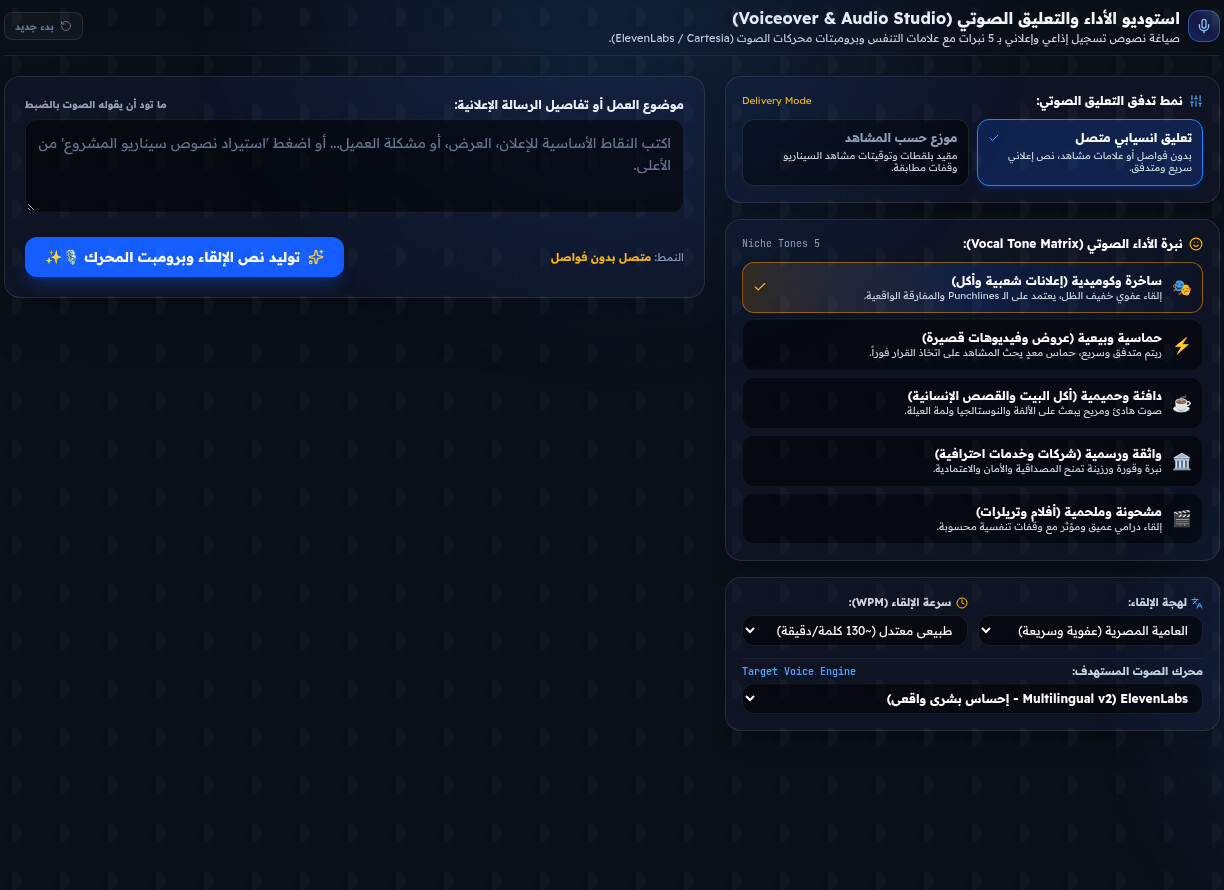 استوديو الأداء والتعليق الصوتي (Voiceover & Audio Studio)
صياغة نصوص تسجيل إذاعي وإعلاني بـ 5 نبرات مع علامات التنفس وبرومبتات محركات الصوت (ElevenLabs / Cartesia).
بدء جديد
نمط تدفق التعليق الصوتي:
Delivery Mode
تعليق انسيابي متصل
بدون فواصل أو علامات مشاهد، نص إعلاني
سريع ومتدفق.
موزع حسب المشاهد
مقيد بلقطات وتوقيتات مشاهد السيناريو
وقفات مطابقة.
نبرة الأداء الصوتي (Vocal Tone Matrix):
5 Niche Tones
ساخرة وكوميدية (إعلانات شعبية وأكل)
إلقاء عفوي خفيف الظل، يعتمد على الـ Punchlines والمفارقة الواقعية.
حماسية وبيعية (عروض وفيديوهات قصيرة)
ريتم متدفق وسريع، حماس معدٍ يحث المشاهد على اتخاذ القرار فوراً.
دافئة وحميمية (أكل البيت والقصص الإنسانية)
صوت هادئ ومريح يبعث على الألفة والنوستالجيا ولمة العيلة.
واثقة ورسمية (شركات وخدمات احترافية)
نبرة وقورة ورزينة تمنح المصداقية والأمان والاعتمادية.
مشحونة وملحمية (أفلام وتريلرات)
إلقاء درامي عميق ومؤثر مع وقفات تنفسية محسوبة.
لهجة الإلقاء:
العامية المصرية (عفوية وسريعة)
سرعة الإلقاء (WPM):
طبيعي معتدل (~130 كلمة/دقيقة)
محرك الصوت المستهدف:
Target Voice Engine
ElevenLabs (Multilingual v2 - إحساس بشري واقعي)
موضوع العمل أو تفاصيل الرسالة الإعلانية:
ما تود أن يقوله الصوت بالضبط
اكتب النقاط الأساسية للإعلان، العرض، أو مشكلة العميل... أو اضغط 'استيراد نصوص سيناريو المشروع' من
الأعلى.
النمط: متصل بدون فواصل
توليد نص الإلقاء وبرومبت المحرك 🎙️✨